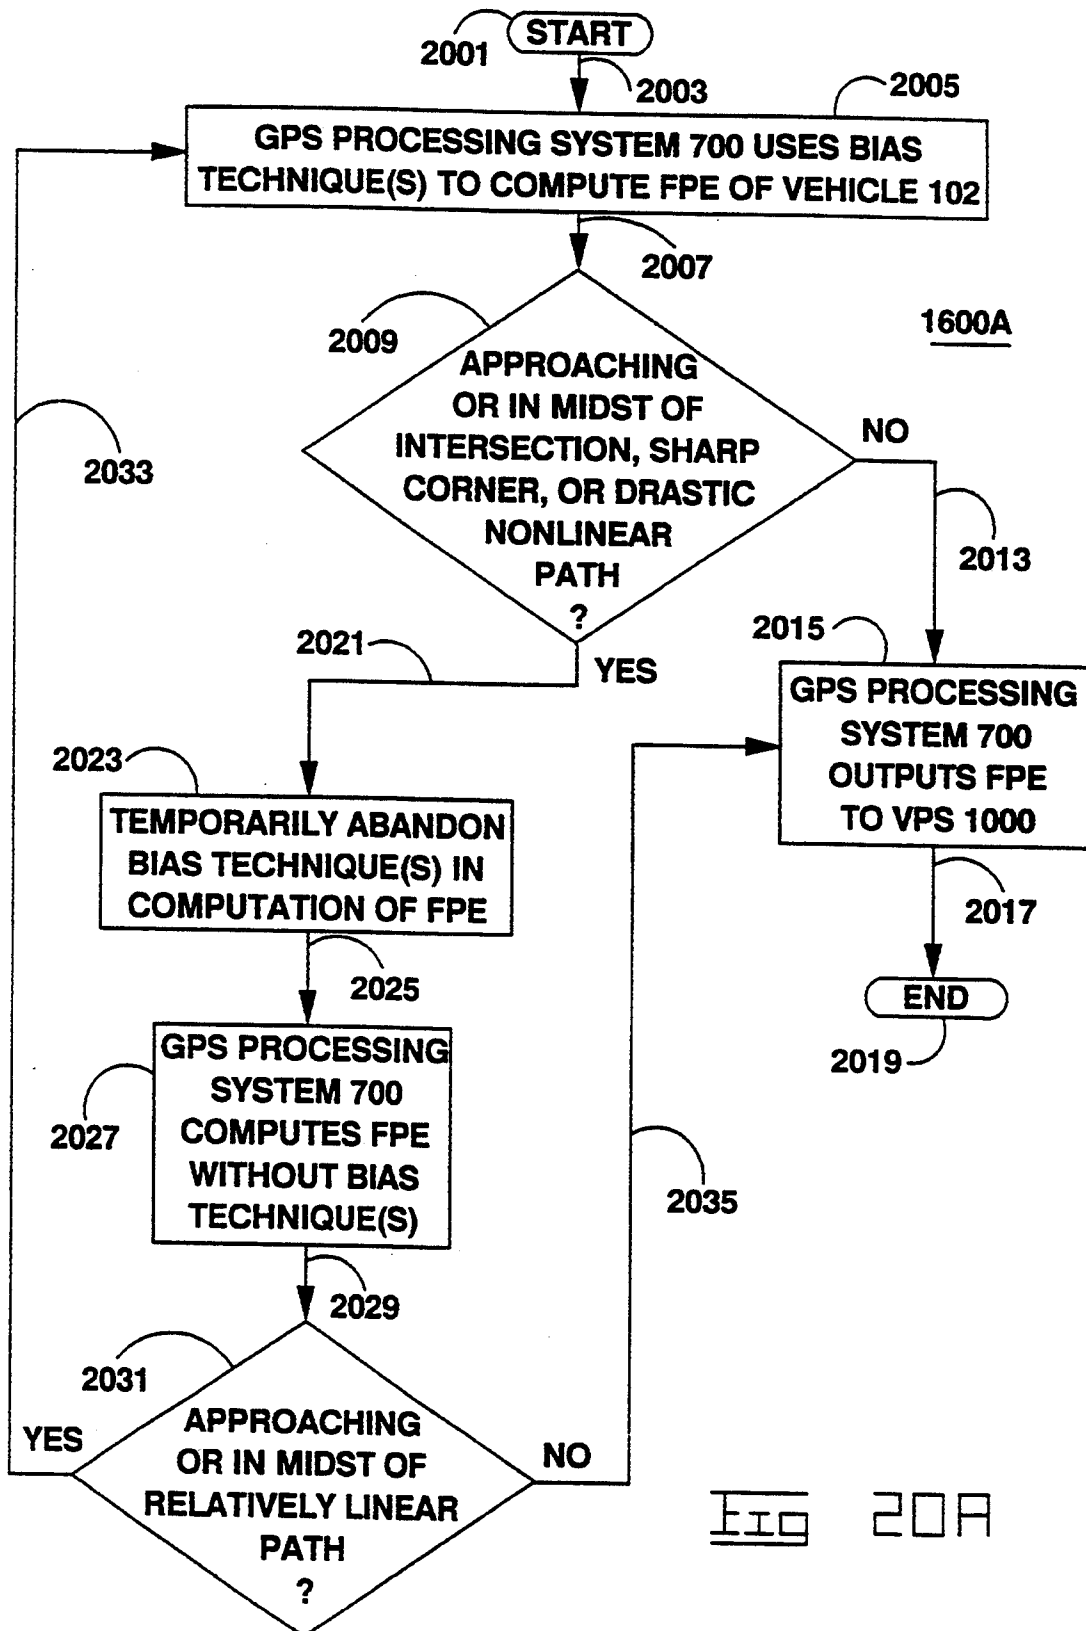 START
2001
2003
2005
GPS PROCESSING SYSTEM 700 USES BIAS
TECHNIQUE(S) TO COMPUTE FPE OF VEHICLE 102
2007
1600A
2009
APPROACHING
OR IN MIDST OF
INTERSECTION, SHARP
CORNER, OR DRASTIC
NONLINEAR
PATH
?
NO
2033
2013
2015
2021
YES
GPS PROCESSING
SYSTEM 700
OUTPUTS FPE
TO VPS 1000
2023
TEMPORARILY ABANDON
BIAS TECHNIQUE(S) IN
COMPUTATION OF FPE
2017
2025
END
2019
GPS PROCESSING
SYSTEM 700
COMPUTES FPE
WITHOUT BIAS
TECHNIQUE(S)
2027
2035
2029
2031
YES
APPROACHING
OR IN MIDST OF
RELATIVELY LINEAR
PATH
?
NO
Fig 20A